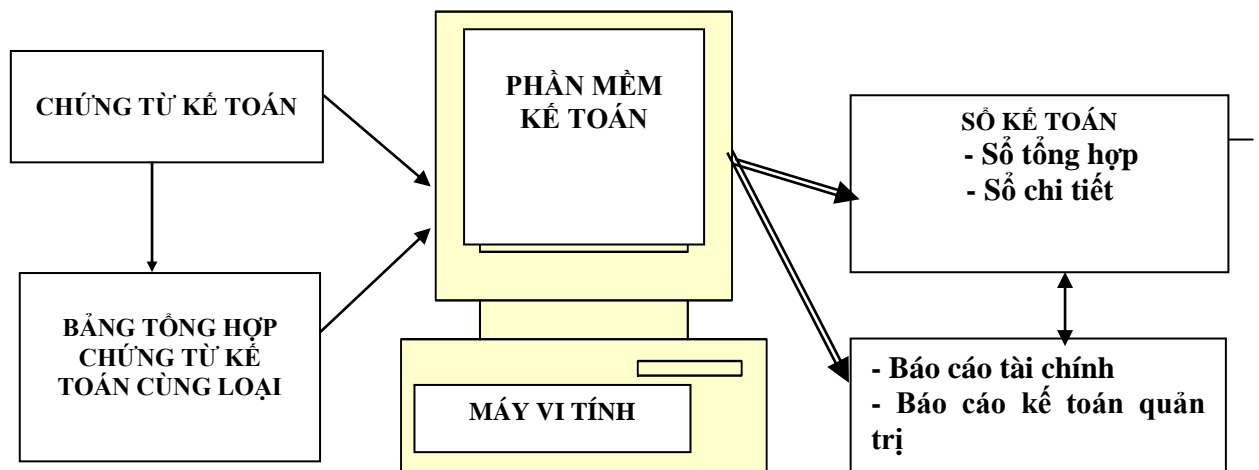 CHỨNG TỪ KẾ TOÁN
BẢNG TỔNG HỢP
CHỨNG TỪ KẾ
TOÁN CÙNG LOẠI
PHẦN MỀM
KẾ TOÁN
MÁY VI TÍNH
SỔ KẾ TOÁN
- Sổ tổng hợp
- Sổ chi tiết
- Báo cáo tài chính
- Báo cáo kế toán quản
trị